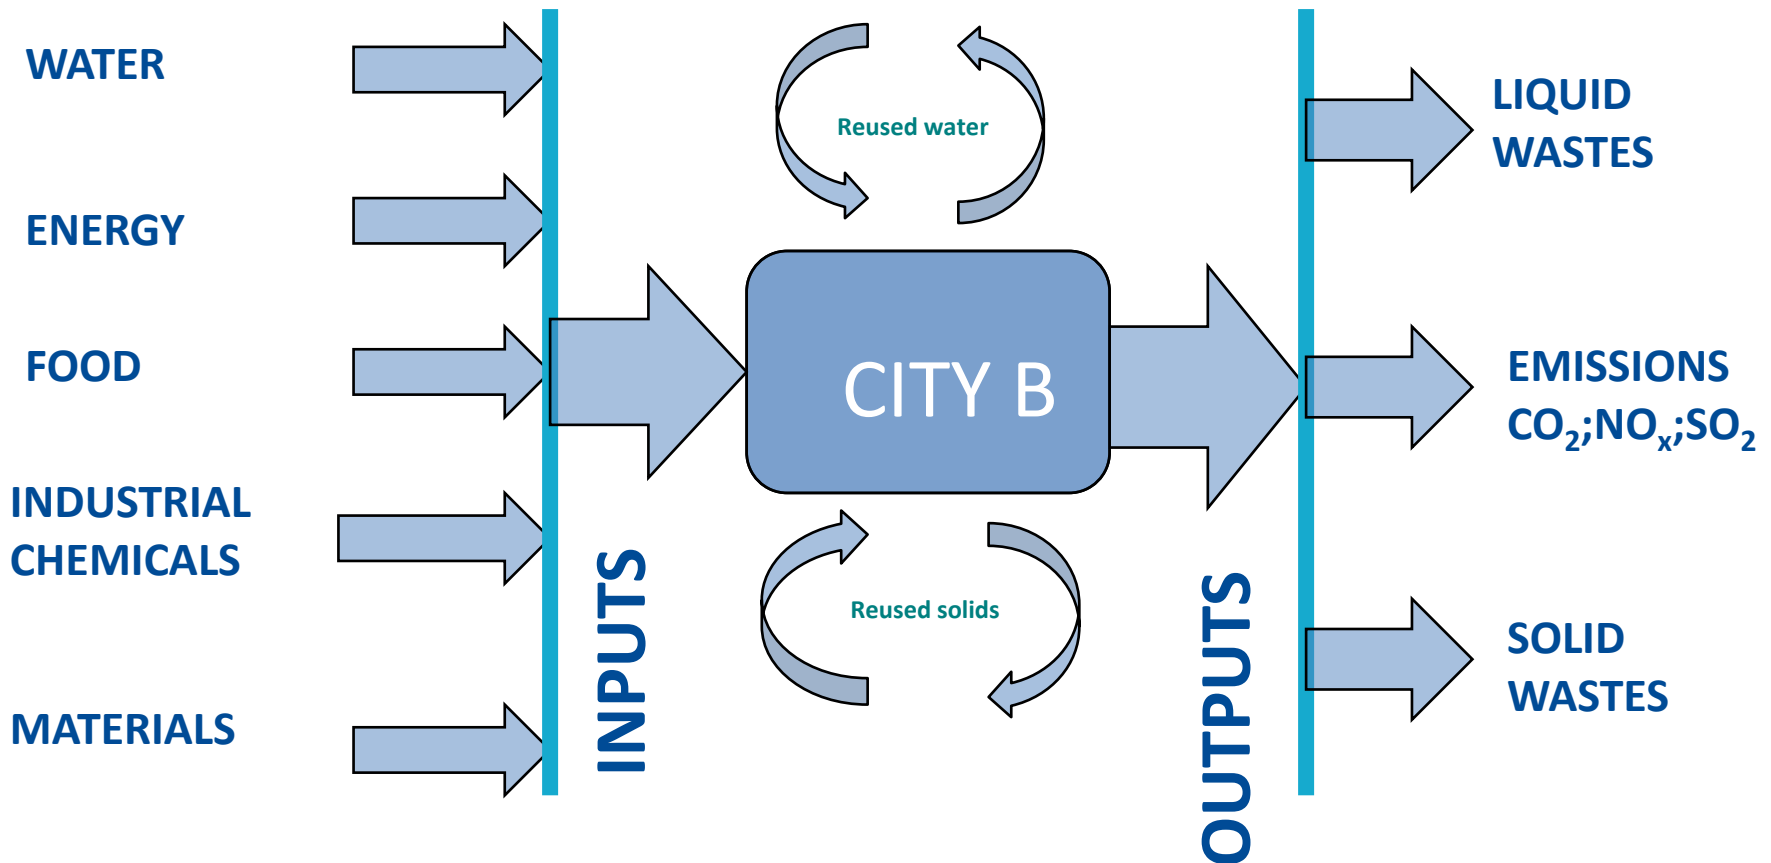 WATER
ENERGY
FOOD
INDUSTRIAL
CHEMICALS
MATERIALS
INPUTS
Reused water
CITY B
Reused solids
OUTPUTS
LIQUID
WASTES
EMISSIONS
CO₂;NOₓ;SO₂
SOLID
WASTES